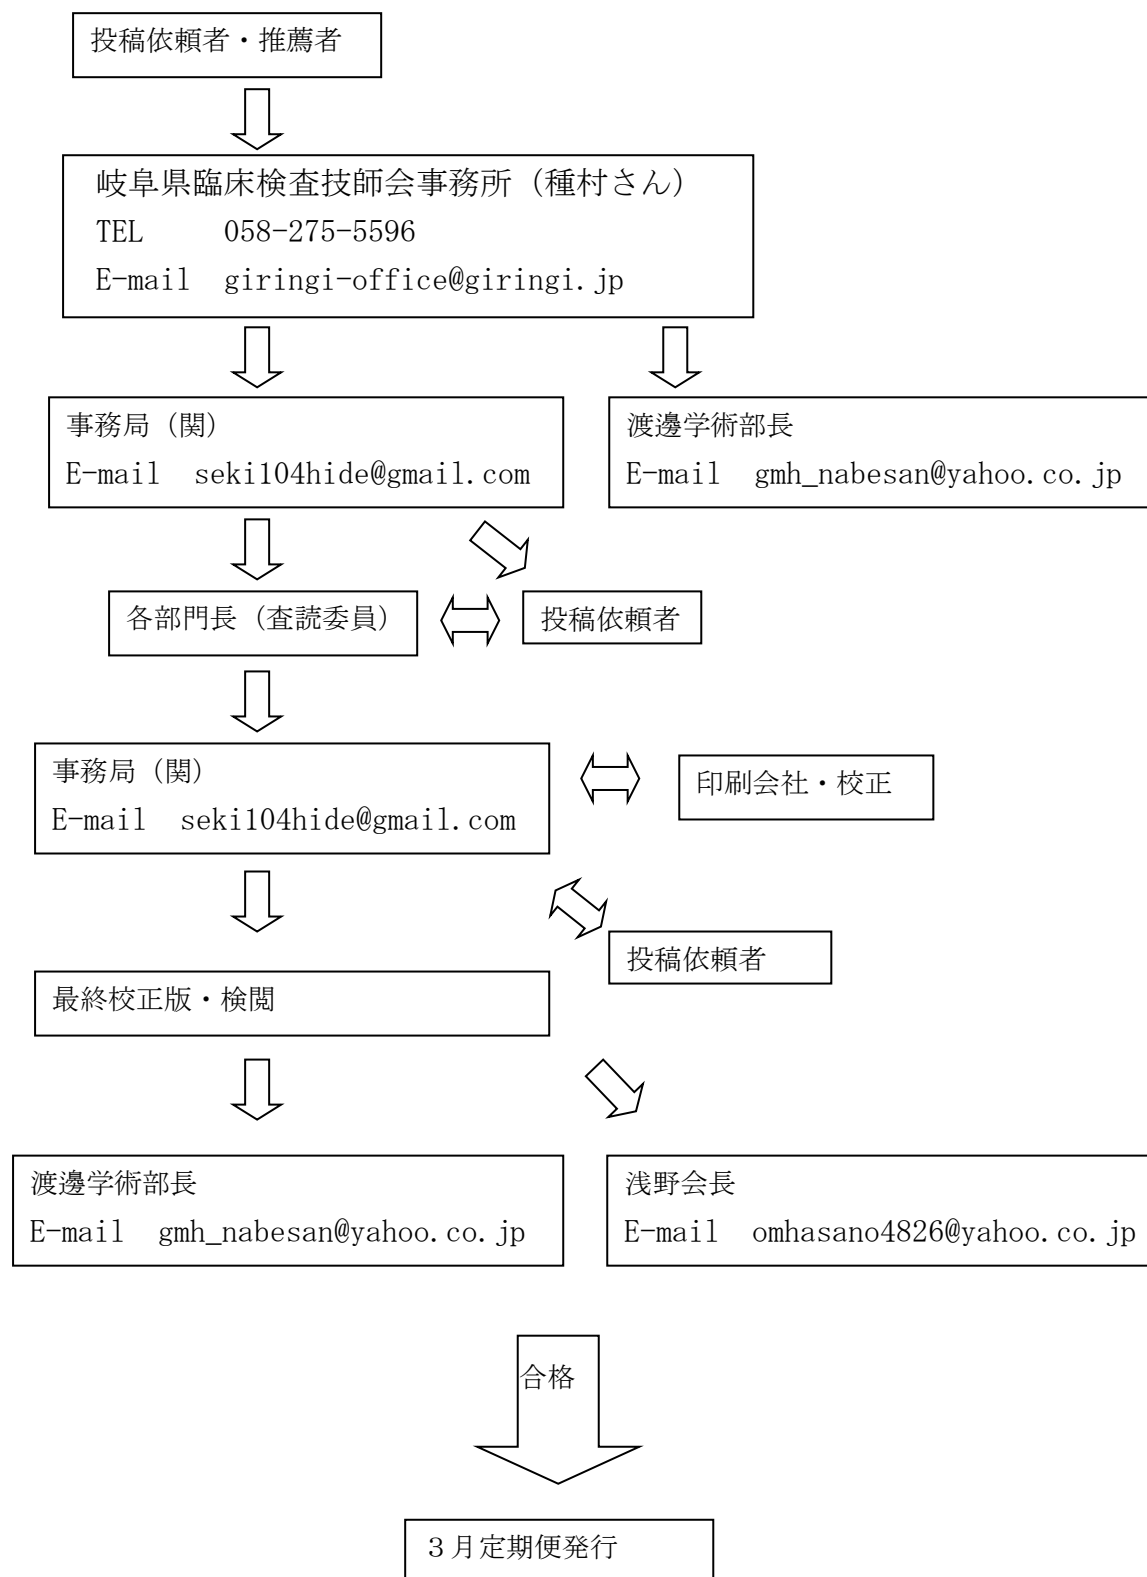 投稿依頼者・推薦者
岐阜県臨床検査技師会事務所（種村さん）
TEL　　058-275-5596
E-mail　giringi-office@giringi.jp
事務局（関）
E-mail　seki104hide@gmail.com
渡邊学術部長
E-mail　gmh_nabesan@yahoo.co.jp
各部門長（査読委員）
投稿依頼者
事務局（関）
E-mail　seki104hide@gmail.com
印刷会社・校正
投稿依頼者
最終校正版・検閲
渡邊学術部長
E-mail　gmh_nabesan@yahoo.co.jp
浅野会長
E-mail　omhasano4826@yahoo.co.jp
合格
３月定期便発行